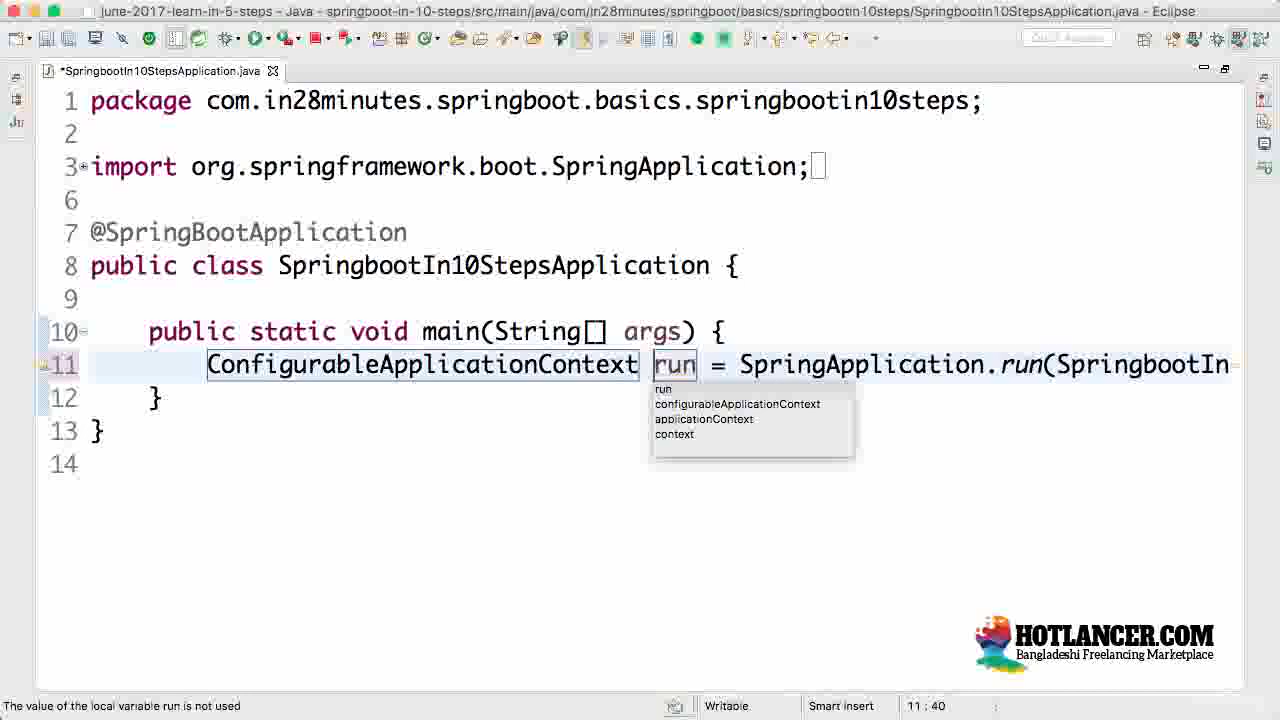 june-2017-learn-in-5-steps - Java - springboot-in-10-steps/src/main/java/com/in28minutes/springboot/basics/springbootin10steps/SpringbootIn10StepsApplication.java - Eclipse
Quick Access
*SpringbootIn10StepsApplication.java
1 package com.in28minutes.springboot.basics.springbootin10steps;
2
3 import org.springframework.boot.SpringApplication;
6
7 @SpringBootApplication
8 public class SpringbootIn10StepsApplication {
9
10 public static void main(String[] args) {
11 ConfigurableApplicationContext run = SpringApplication.run(SpringbootIn
run
configurableApplicationContext
applicationContext
context
12 }
13 }
14
HOTLANCER.COM
Bangladeshi Freelancing Marketplace
The value of the local variable run is not used
Writable
Smart Insert
11 : 40